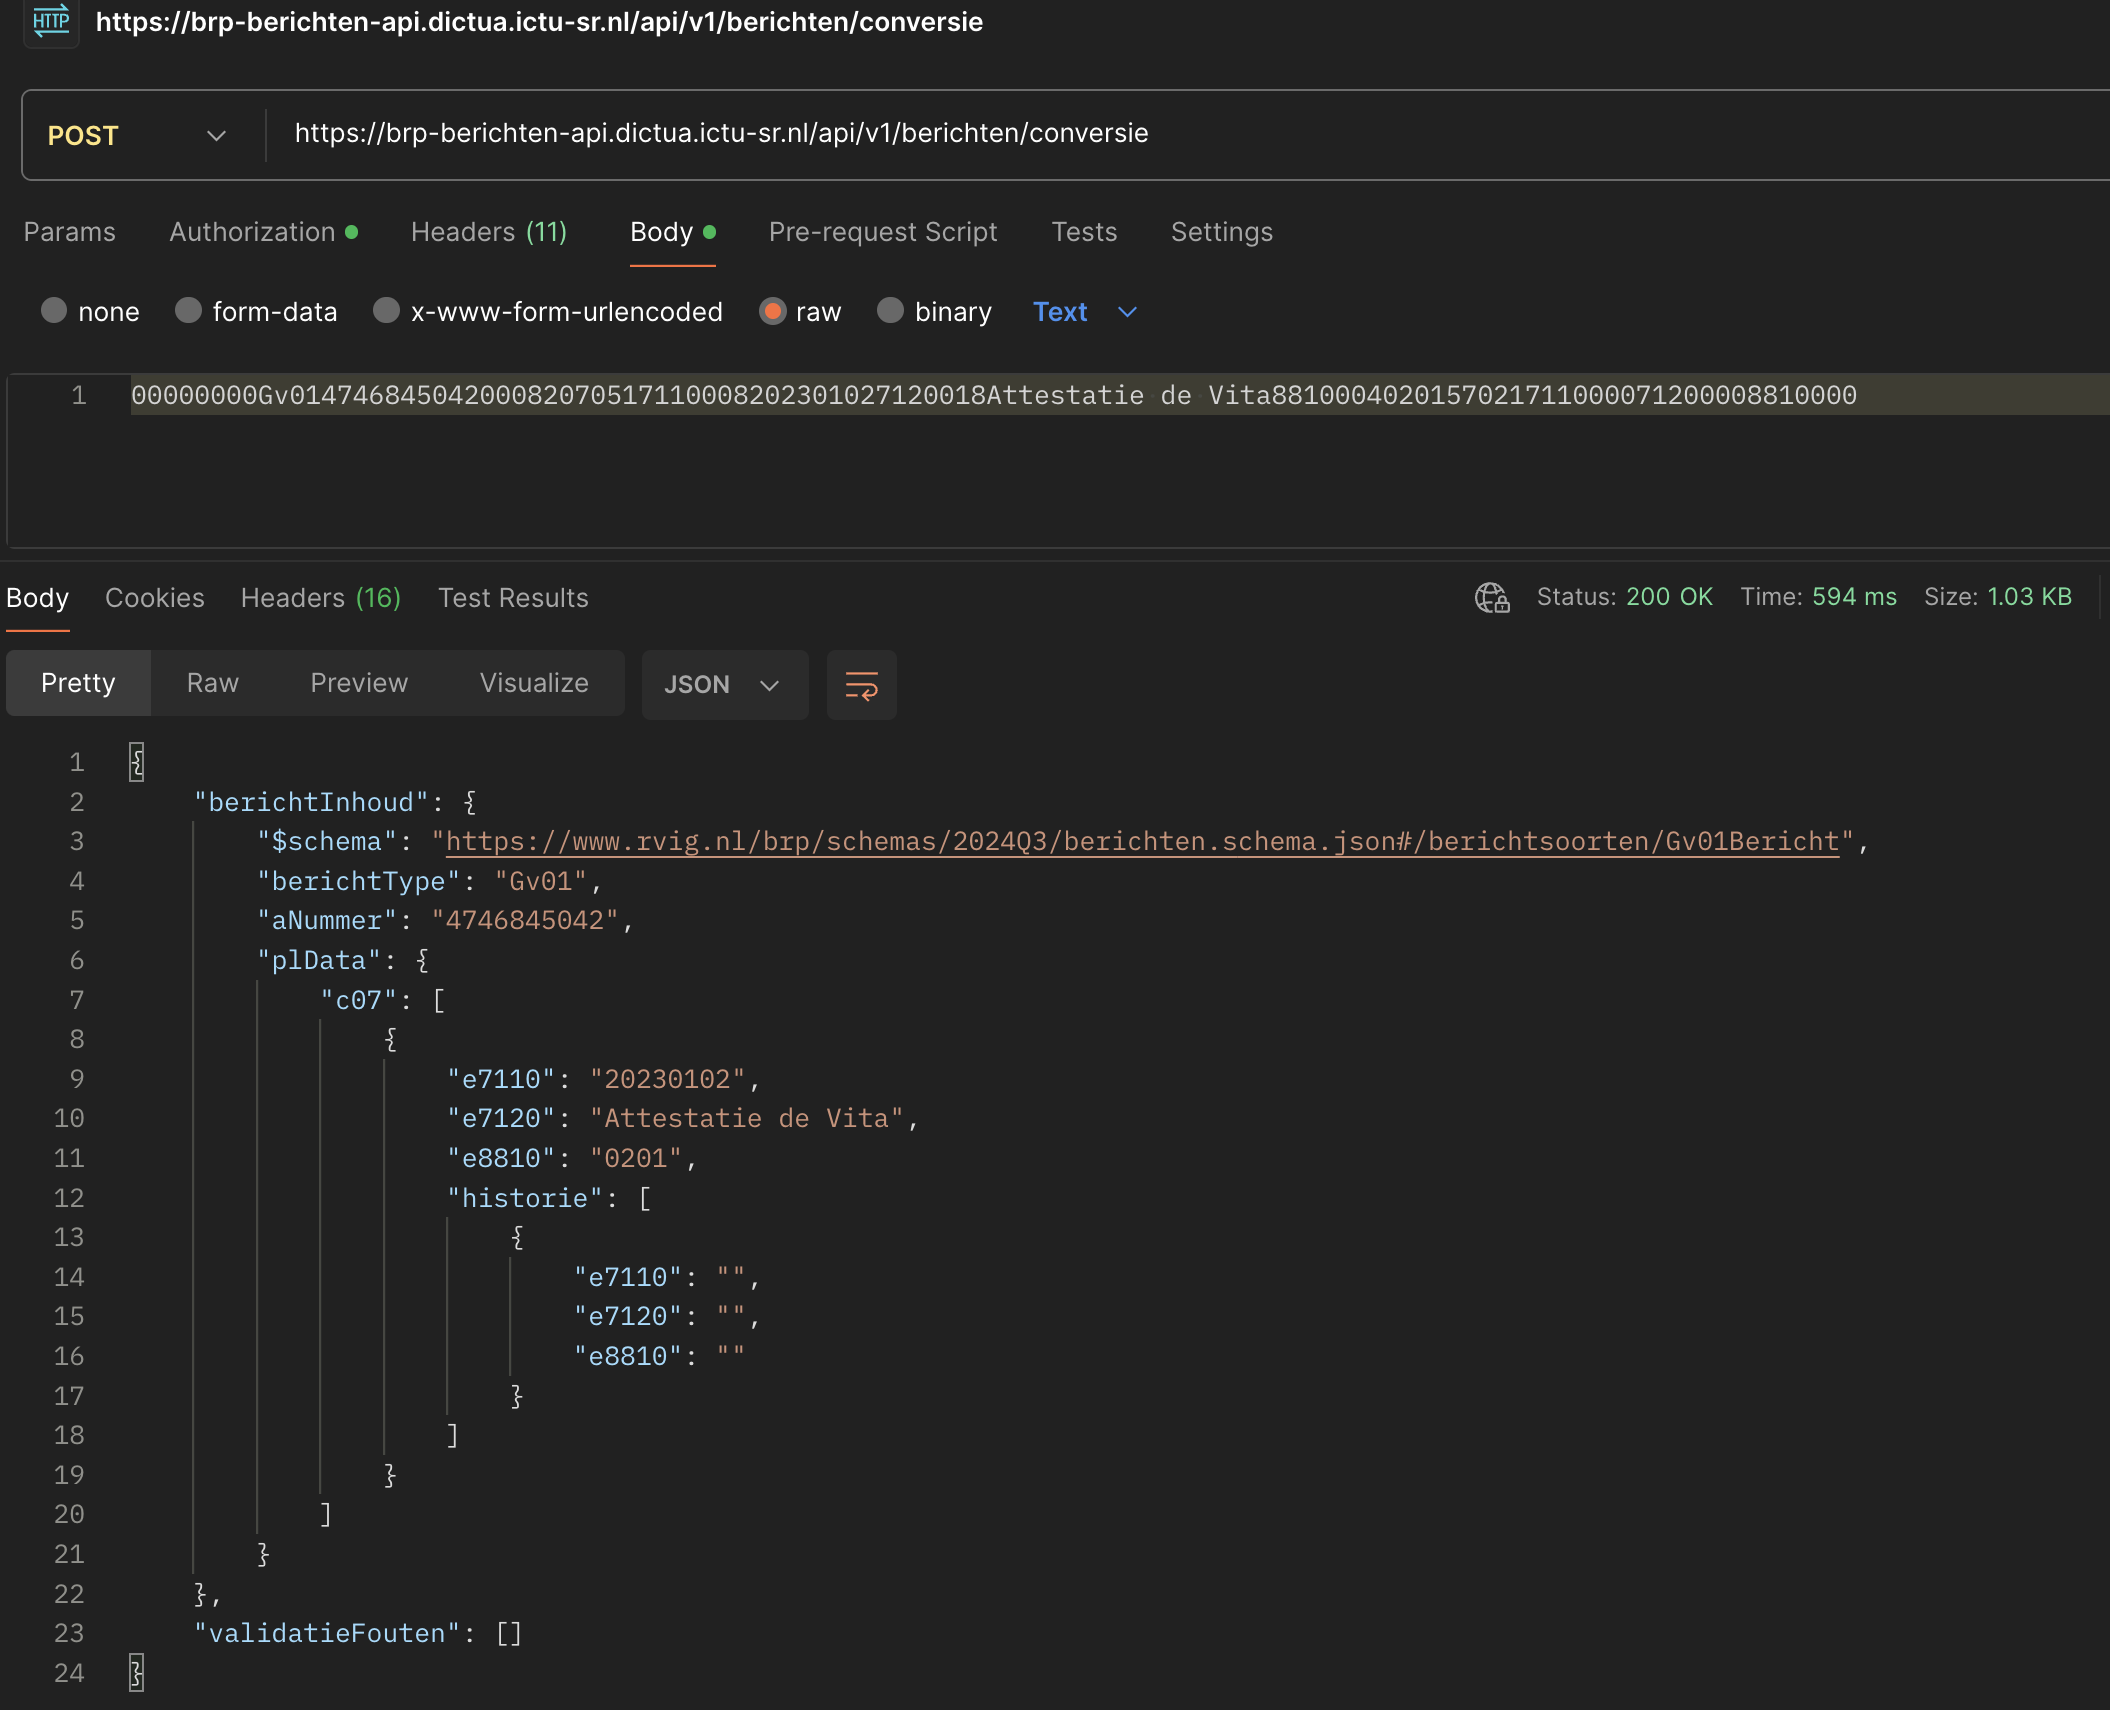 HTTP https://brp-berichten-api.dictua.ictu-sr.nl/api/v1/berichten/conversie
POST https://brp-berichten-api.dictua.ictu-sr.nl/api/v1/berichten/conversie
Params Authorization Headers (11) Body Pre-request Script Tests Settings
none form-data x-www-form-urlencoded raw binary Text
1 00000000Gv0147468450420008207051711000820230102712001​8Attestatie de Vita88100040201570217110000712000088​10000
Body Cookies Headers (16) Test Results Status: 200 OK Time: 594 ms Size: 1.03 KB
Pretty Raw Preview Visualize JSON
1 {
2 "berichtInhoud": {
3 "$schema": "https://www.rvig.nl/brp/schemas/2024Q3/berichten.schema.json#/berichtsoorten/Gv01Bericht",
4 "berichtType": "Gv01",
5 "aNummer": "4746845042",
6 "plData": {
7 "c07": [
8 {
9 "e7110": "20230102",
10 "e7120": "Attestatie de Vita",
11 "e8810": "0201",
12 "historie": [
13 {
14 "e7110": "",
15 "e7120": "",
16 "e8810": ""
17 }
18 ]
19 }
20 ]
21 }
22 },
23 "validatieFouten": []
24 }